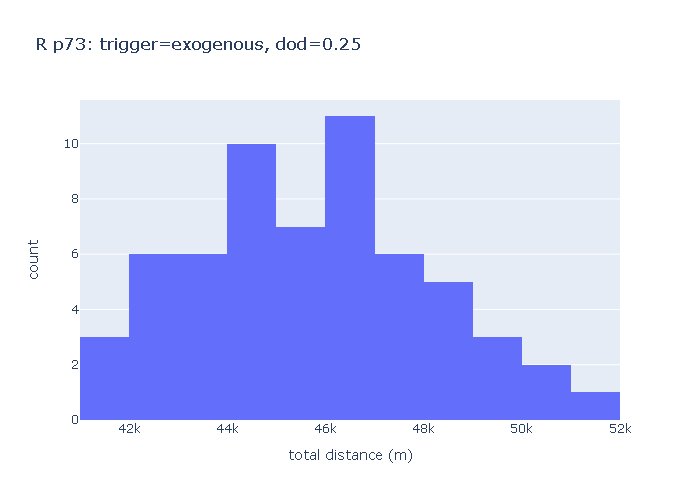 R p73: trigger=exogenous, dod=0.25
10
8
6
4
2
0
count
42k
44k
46k
48k
50k
52k
total distance (m)